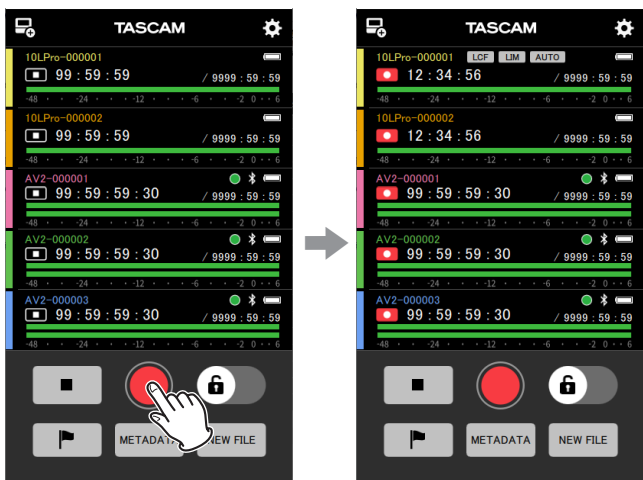 TASCAM
10LPro-000001
99 : 59 : 59
/ 9999 : 59 : 59
-48 · · -24 · · · -12 · · · -6 · · -2 0 · · 6
10LPro-000002
99 : 59 : 59
/ 9999 : 59 : 59
-48 · · -24 · · · -12 · · · -6 · · -2 0 · · 6
AV2-000001
99 : 59 : 59 : 30
/ 9999 : 59 : 59
-48 · · -24 · · · -12 · · · -6 · · -2 0 · · 6
AV2-000002
99 : 59 : 59 : 30
/ 9999 : 59 : 59
-48 · · -24 · · · -12 · · · -6 · · -2 0 · · 6
AV2-000003
99 : 59 : 59 : 30
/ 9999 : 59 : 59
-48 · · -24 · · · -12 · · · -6 · · -2 0 · · 6
NEW FILE
TASCAM
10LPro-000001 LCF LIM AUTO
12 : 34 : 56
/ 9999 : 59 : 59
-48 · · -24 · · · -12 · · · -6 · · -2 0 · · 6
10LPro-000002
12 : 34 : 56
/ 9999 : 59 : 59
-48 · · -24 · · · -12 · · · -6 · · -2 0 · · 6
AV2-000001
99 : 59 : 59 : 30
/ 9999 : 59 : 59
-48 · · -24 · · · -12 · · · -6 · · -2 0 · · 6
AV2-000002
99 : 59 : 59 : 30
/ 9999 : 59 : 59
-48 · · -24 · · · -12 · · · -6 · · -2 0 · · 6
AV2-000003
99 : 59 : 59 : 30
/ 9999 : 59 : 59
-48 · · -24 · · · -12 · · · -6 · · -2 0 · · 6
METADATA NEW FILE